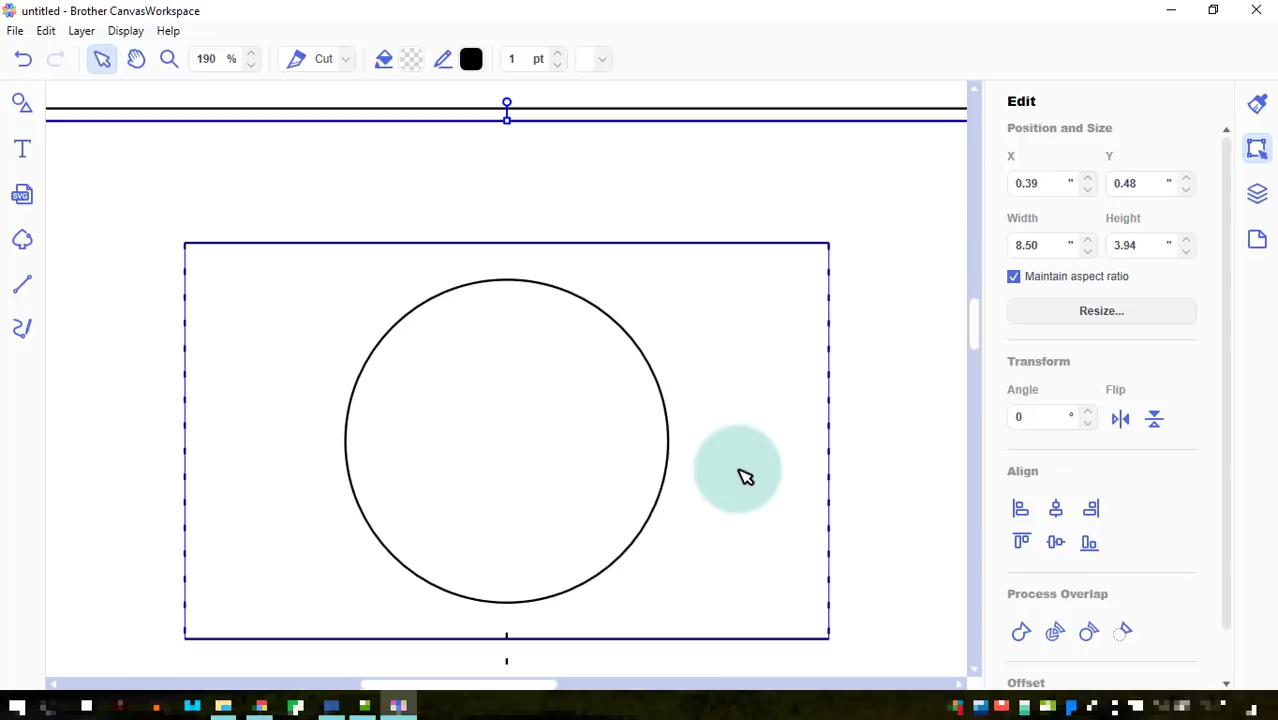 untitled - Brother CanvasWorkspace
File Edit Layer Display Help
190 % Cut 1 pt
Edit
Position and Size
X Y
0.39 " 0.48 "
Width Height
8.50 " 3.94 "
Maintain aspect ratio
Resize...
Transform
Angle Flip
0 °
Align
Process Overlap
Offset
T
SVG